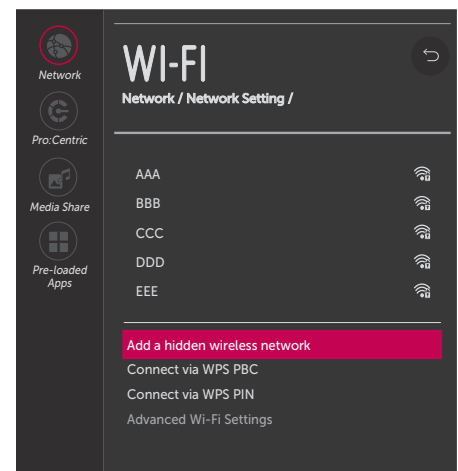 Network
Pro:Centric
Media Share
Pre-loaded
Apps
WI-FI
Network / Network Setting /
AAA
BBB
CCC
DDD
EEE
Add a hidden wireless network
Connect via WPS PBC
Connect via WPS PIN
Advanced Wi-Fi Settings